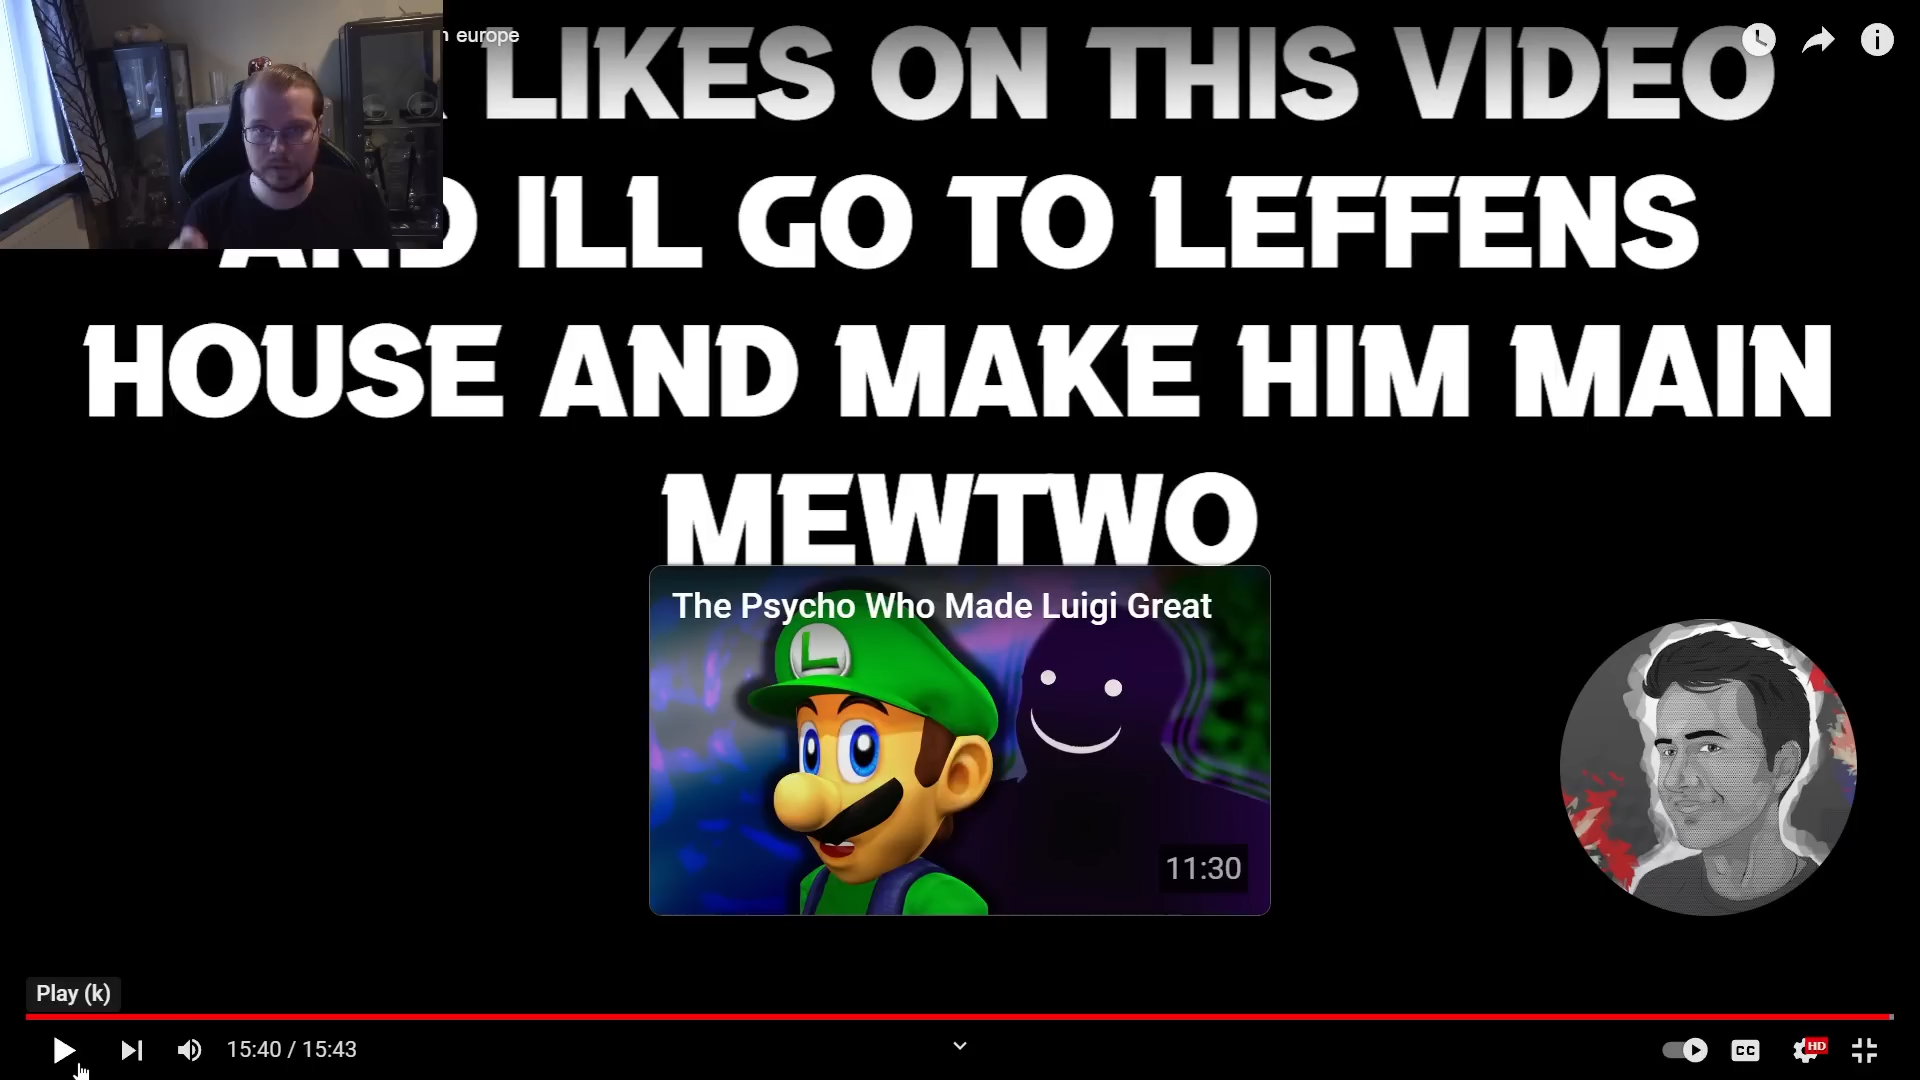 europe
LIKES ON THIS VIDEO
ILL GO TO LEFFENS
HOUSE AND MAKE HIM MAIN
MEWTWO
The Psycho Who Made Luigi Great
L
11:30
Play (k)
15:40 / 15:43
CC
HD